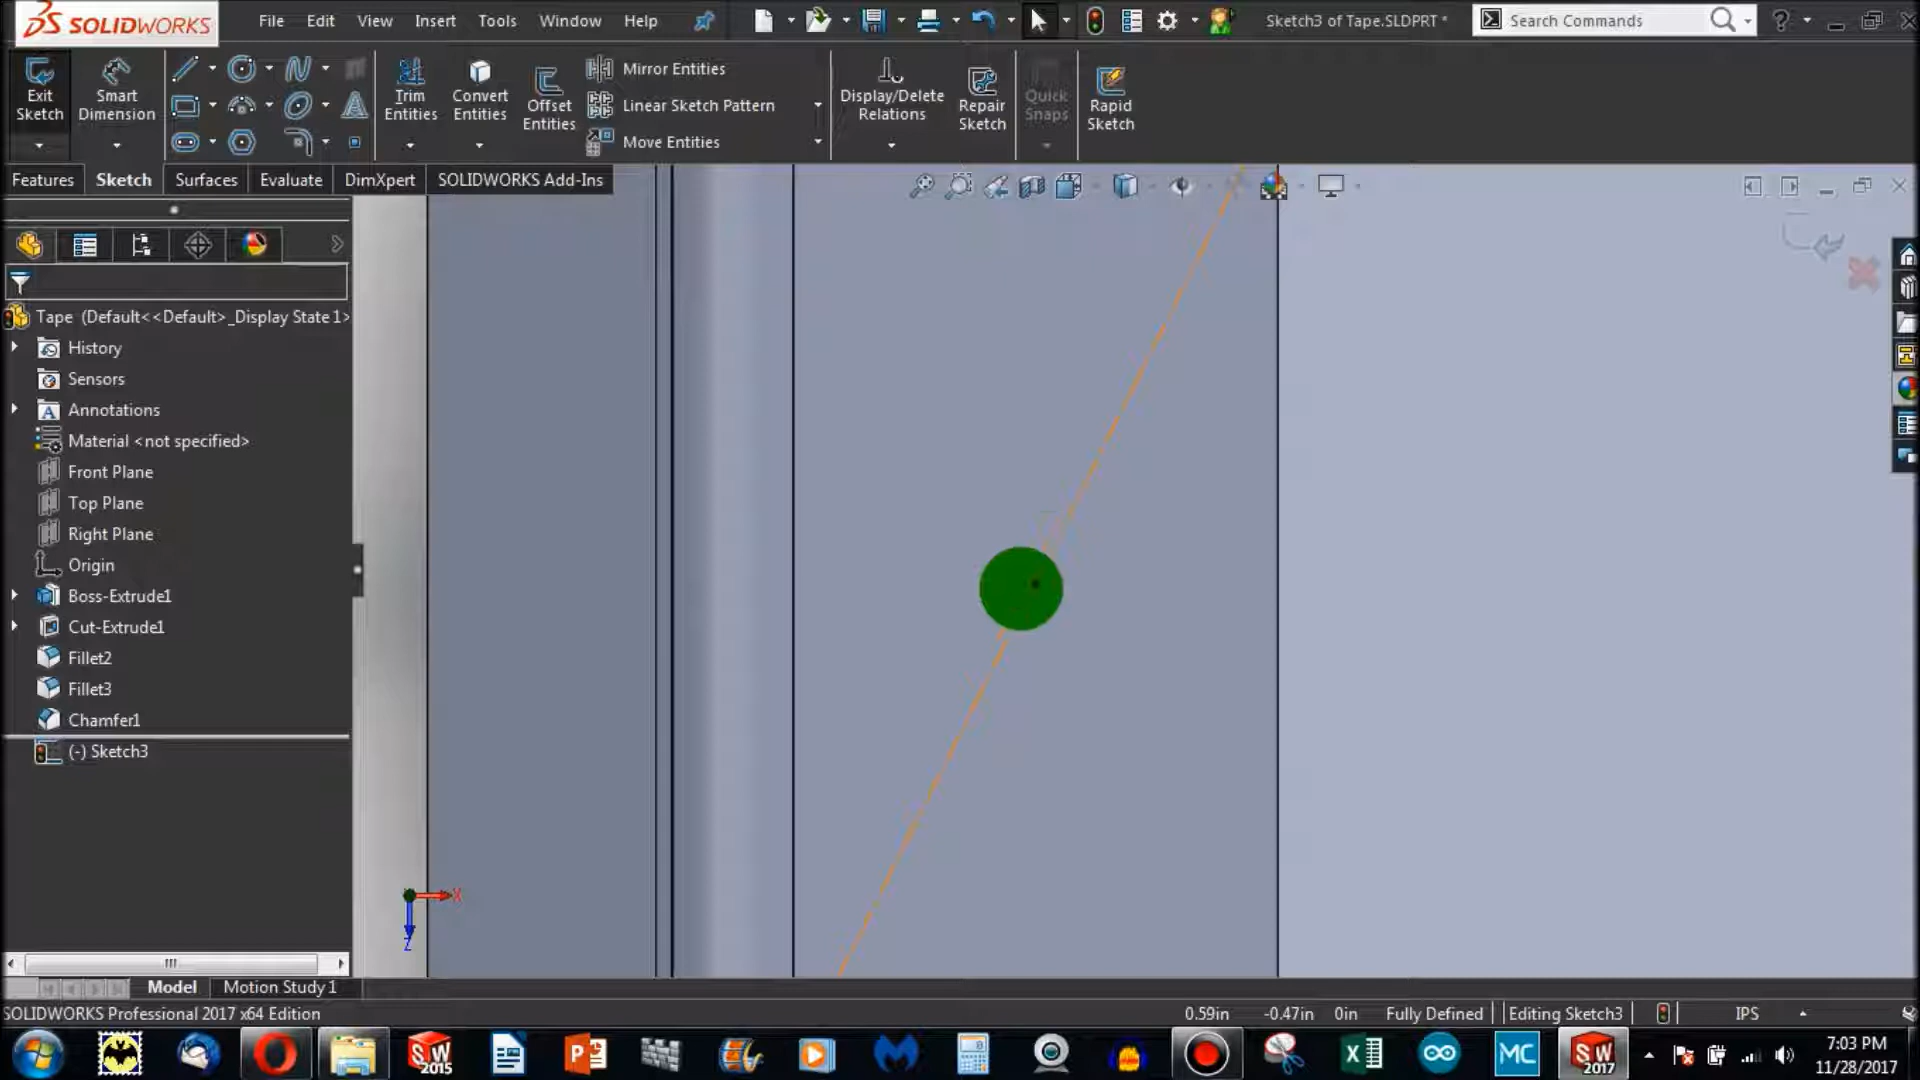 SOLIDWORKS File Edit View Insert Tools Window Help Sketch3 of Tape.SLDPRT * Search Commands ?
Exit Sketch
Smart Dimension
Trim Entities
Convert Entities
Offset Entities
Mirror Entities
Linear Sketch Pattern
Move Entities
Display/Delete Relations
Repair Sketch
Quick Snaps
Rapid Sketch
Features Sketch Surfaces Evaluate DimXpert SOLIDWORKS Add-Ins
Tape (Default<<Default>_Display State 1>
History
Sensors
Annotations
Material <not specified>
Front Plane
Top Plane
Right Plane
Origin
Boss-Extrude1
Cut-Extrude1
Fillet2
Fillet3
Chamfer1
(-) Sketch3
X
Z
Model Motion Study 1
SOLIDWORKS Professional 2017 x64 Edition 0.59in -0.47in 0in Fully Defined Editing Sketch3 IPS
SW 2015 MC SW 2017
7:03 PM
11/28/2017